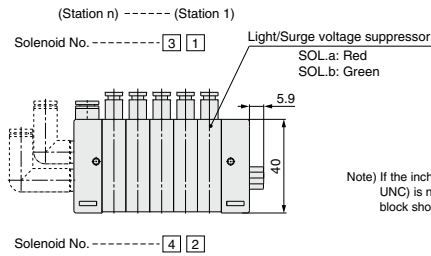 (Station n) ----- (Station 1)
Solenoid No. --------- 3 1
Light/Surge voltage suppressor
SOL.a: Red
SOL.b: Green
5.9
40
Note) If the inch
UNC) is n
block sho
Solenoid No. --------- 4 2